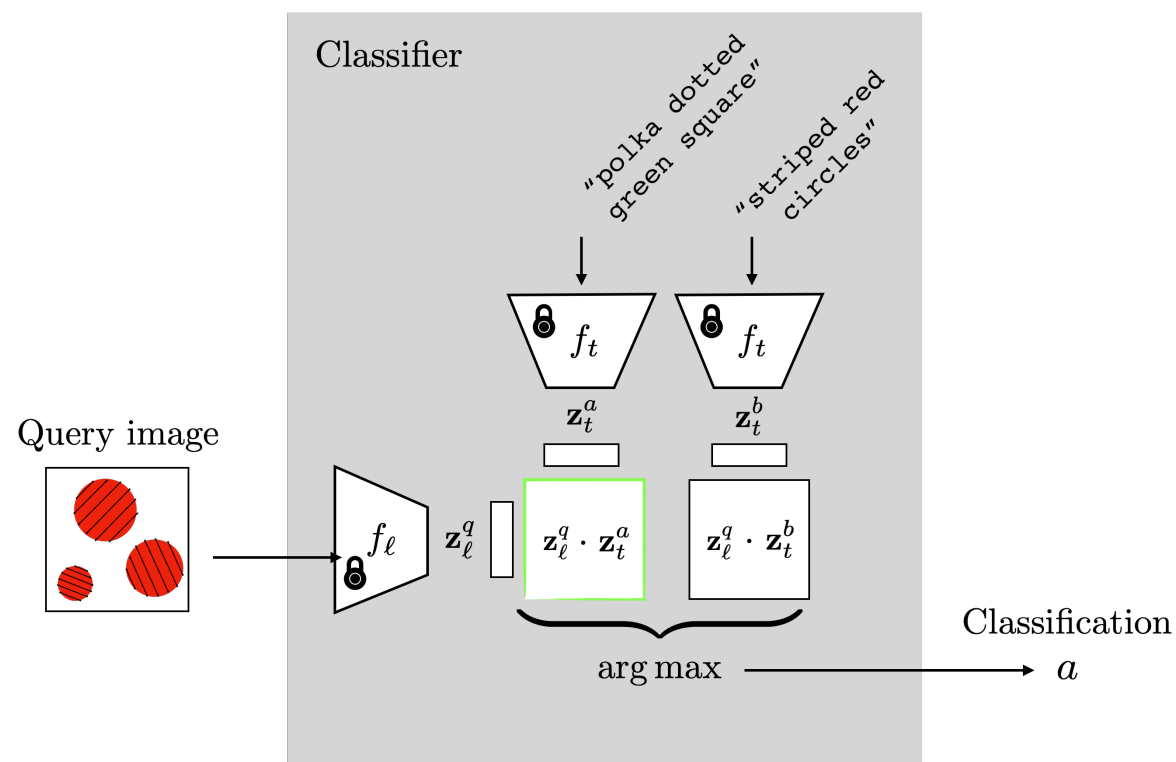 Classifier
“polka dotted
green square”
“striped red
circles”
f_t
f_t
z_t^a
z_t^b
Query image
f_ℓ
z_ℓ^q
z_ℓ^q · z_t^a
z_ℓ^q · z_t^b
arg max
Classification
a